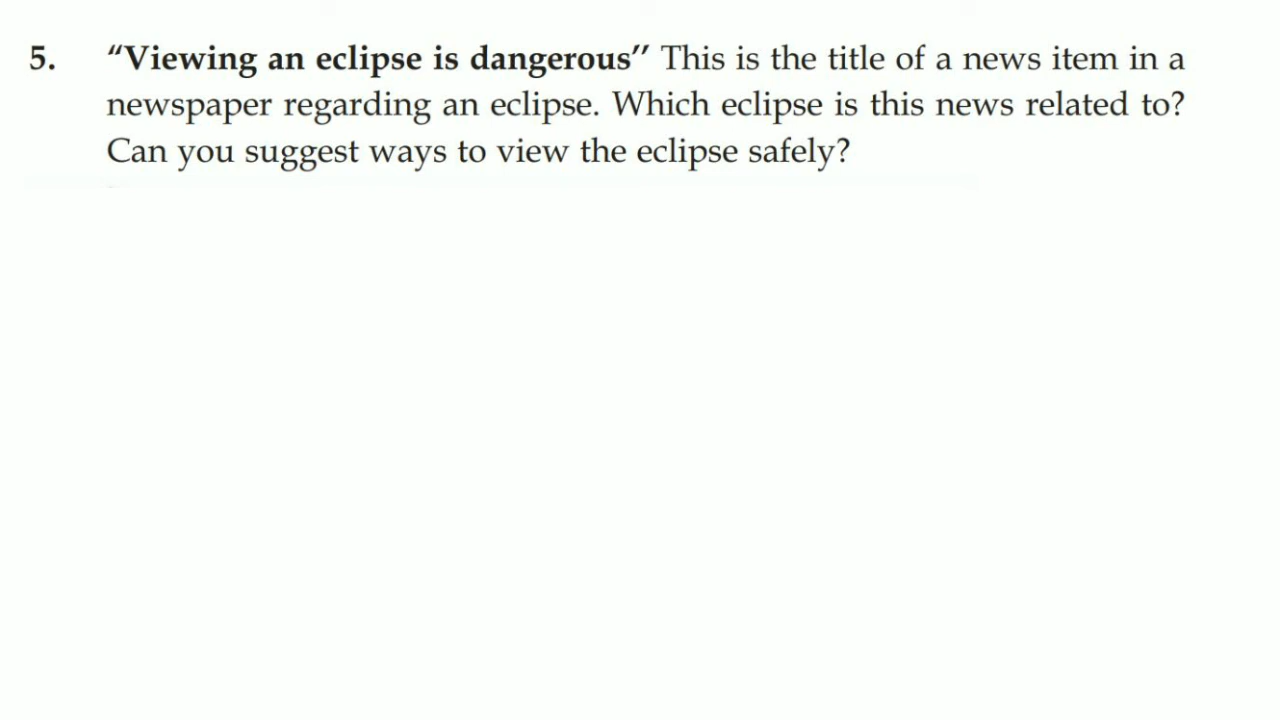 5. “Viewing an eclipse is dangerous” This is the title of a news item in a
newspaper regarding an eclipse. Which eclipse is this news related to?
Can you suggest ways to view the eclipse safely?